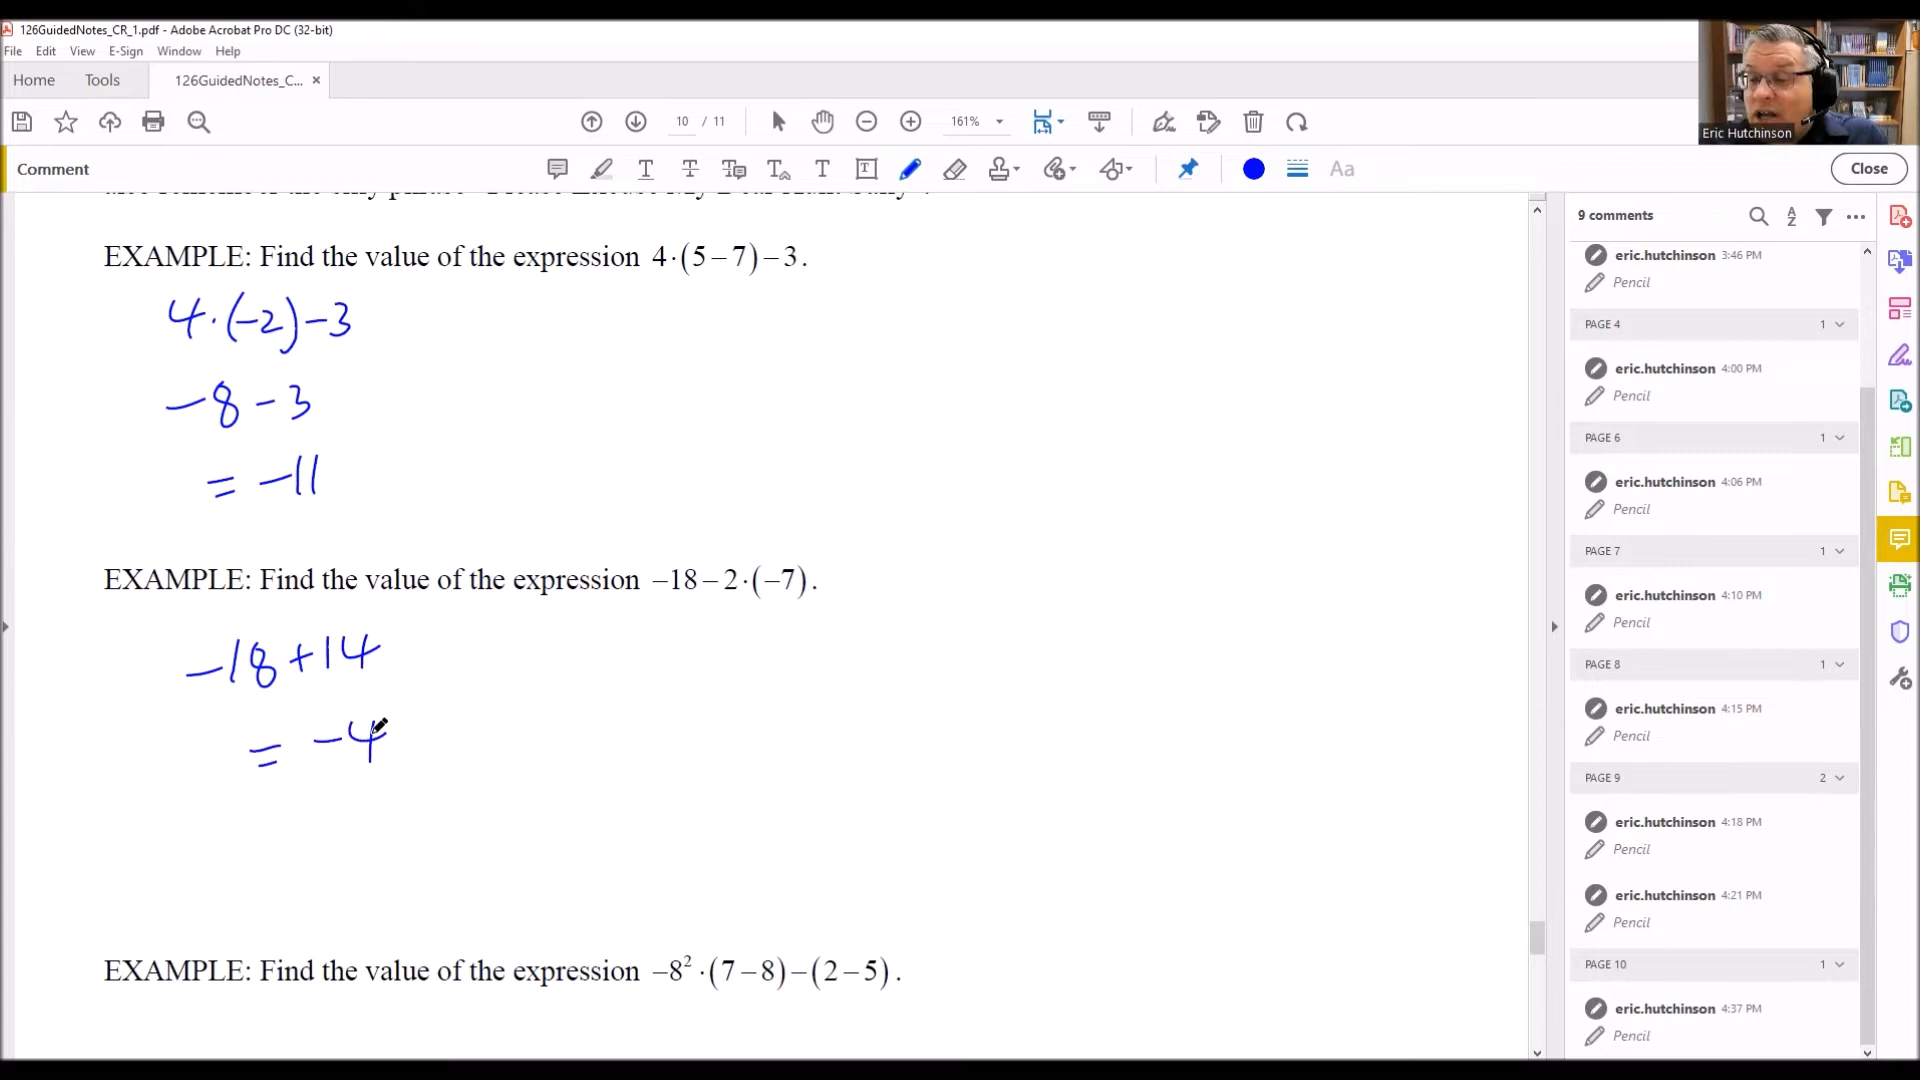 126GuidedNotes_CR_1.pdf - Adobe Acrobat Pro DC (32-bit)
File Edit View E-Sign Window Help
Home Tools 126GuidedNotes_C... ×
10 / 11 161%
Eric Hutchinson
Comment
Aa
Close
EXAMPLE: Find the value of the expression 4·(5−7)−3.
4·(-2)-3
-8-3
= -11
EXAMPLE: Find the value of the expression −18−2·(−7).
-18+14
= -4
EXAMPLE: Find the value of the expression −8²·(7−8)−(2−5).
9 comments
eric.hutchinson 3:46 PM
Pencil
PAGE 4 1
eric.hutchinson 4:00 PM
Pencil
PAGE 6 1
eric.hutchinson 4:06 PM
Pencil
PAGE 7 1
eric.hutchinson 4:10 PM
Pencil
PAGE 8 1
eric.hutchinson 4:15 PM
Pencil
PAGE 9 2
eric.hutchinson 4:18 PM
Pencil
eric.hutchinson 4:21 PM
Pencil
PAGE 10 1
eric.hutchinson 4:37 PM
Pencil